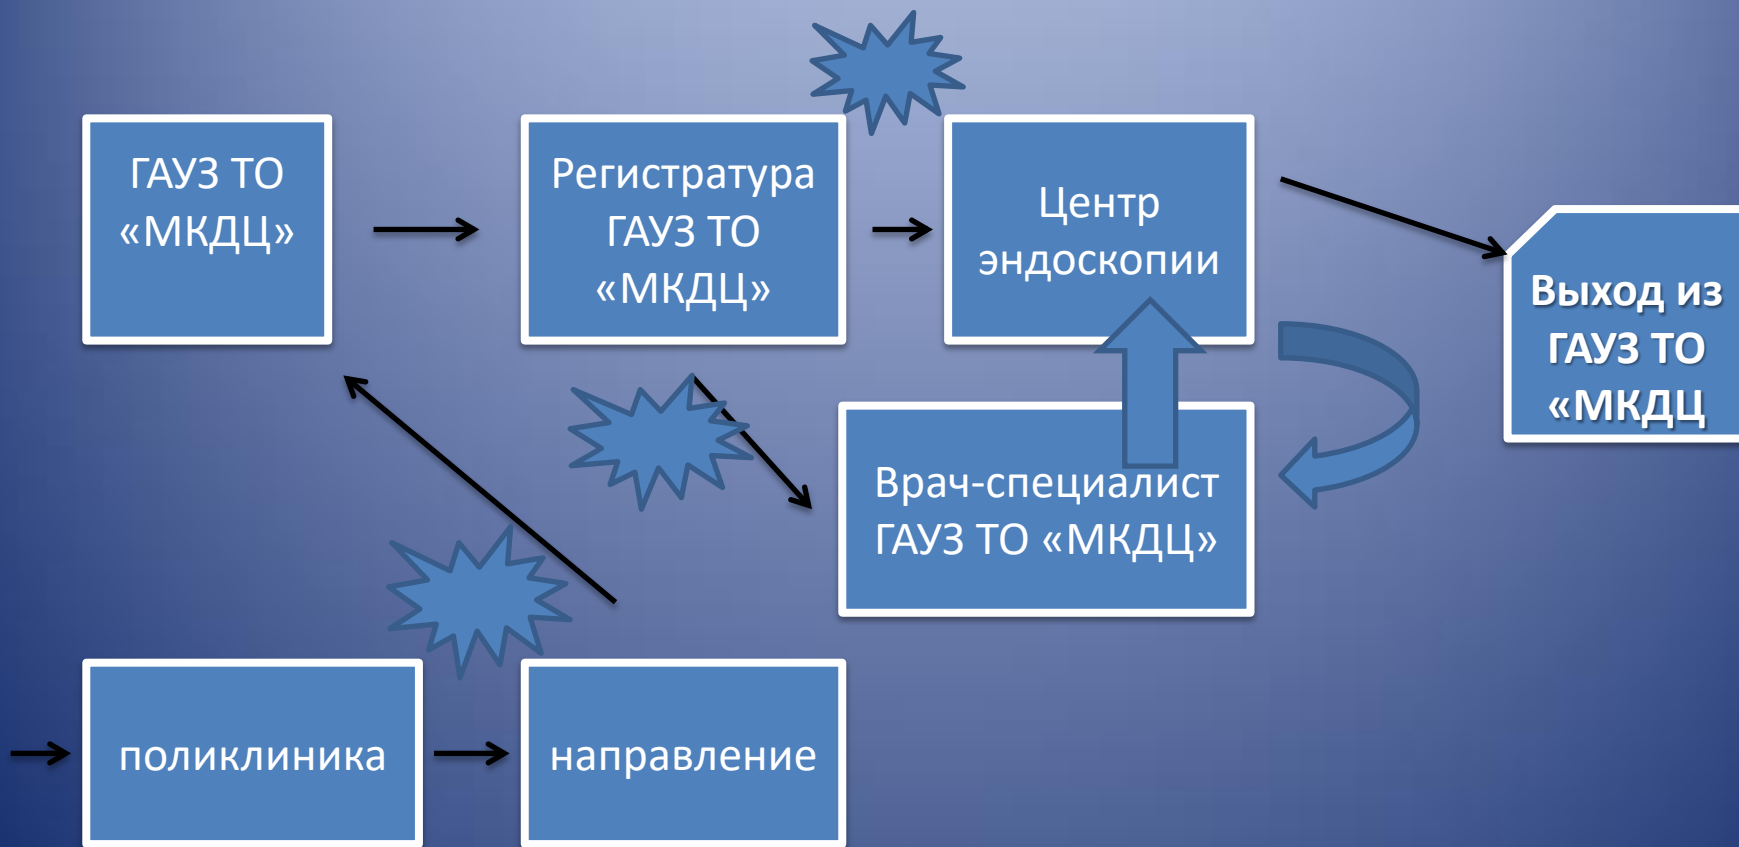 ГАУЗ ТО
«МКДЦ»
Регистратура
ГАУЗ ТО
«МКДЦ»
Центр
эндоскопии
Выход из
ГАУЗ ТО
«МКДЦ
Врач-специалист
ГАУЗ ТО «МКДЦ»
поликлиника
направление